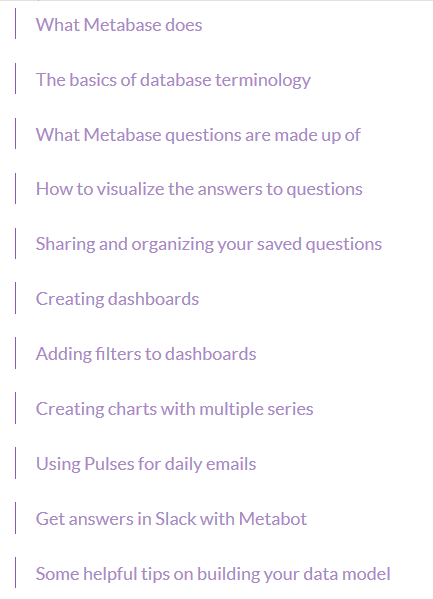 What Metabase does
The basics of database terminology
What Metabase questions are made up of
How to visualize the answers to questions
Sharing and organizing your saved questions
Creating dashboards
Adding filters to dashboards
Creating charts with multiple series
Using Pulses for daily emails
Get answers in Slack with Metabot
Some helpful tips on building your data model